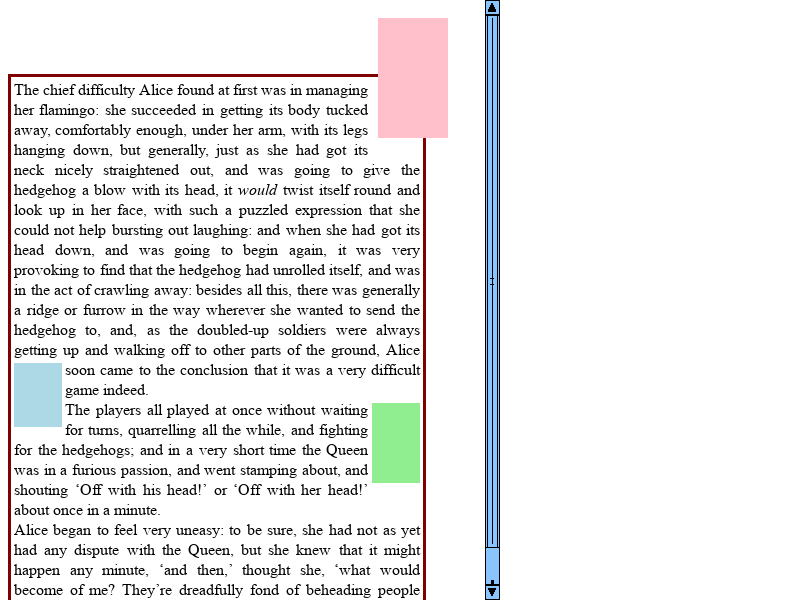 The chief difficulty Alice found at first was in managing
her flamingo: she succeeded in getting its body tucked
away, comfortably enough, under her arm, with its legs
hanging down, but generally, just as she had got its
neck nicely straightened out, and was going to give the
hedgehog a blow with its head, it would twist itself round and
look up in her face, with such a puzzled expression that she
could not help bursting out laughing: and when she had got its
head down, and was going to begin again, it was very
provoking to find that the hedgehog had unrolled itself, and was
in the act of crawling away: besides all this, there was generally
a ridge or furrow in the way wherever she wanted to send the
hedgehog to, and, as the doubled-up soldiers were always
getting up and walking off to other parts of the ground, Alice
soon came to the conclusion that it was a very difficult
game indeed.
The players all played at once without waiting
for turns, quarrelling all the while, and fighting
for the hedgehogs; and in a very short time the Queen
was in a furious passion, and went stamping about, and
shouting ‘Off with his head!’ or ‘Off with her head!’
about once in a minute.
Alice began to feel very uneasy: to be sure, she had not as yet
had any dispute with the Queen, but she knew that it might
happen any minute, ‘and then,’ thought she, ‘what would
become of me? They’re dreadfully fond of beheading people